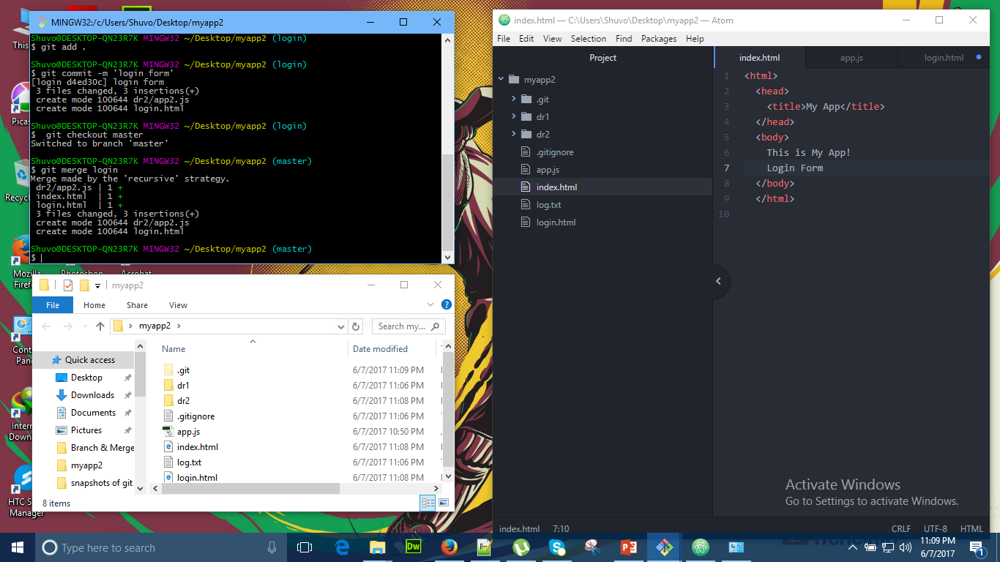 MINGW32:/c/Users/Shuvo/Desktop/myapp2
Shuvo@DESKTOP-QN23R7K MINGW32 ~/Desktop/myapp2 (login)
$ git add .
Shuvo@DESKTOP-QN23R7K MINGW32 ~/Desktop/myapp2 (login)
$ git commit -m 'login form'
[login d4ed30c] login form
3 files changed, 3 insertions(+)
create mode 100644 dr2/app2.js
create mode 100644 login.html
Shuvo@DESKTOP-QN23R7K MINGW32 ~/Desktop/myapp2 (login)
$  git checkout master
Switched to branch 'master'
Shuvo@DESKTOP-QN23R7K MINGW32 ~/Desktop/myapp2 (master)
$ git merge login
Merge made by the 'recursive' strategy.
dr2/app2.js | 1 +
index.html  | 1 +
login.html  | 1 +
3 files changed, 3 insertions(+)
create mode 100644 dr2/app2.js
create mode 100644 login.html
Shuvo@DESKTOP-QN23R7K MINGW32 ~/Desktop/myapp2 (master)
$
This
Picas
Recycl
Mozilla
Firef
Photoshop
Acrobat
Cont
Pane
Intern
Down
HTC S
Manager
myapp2
File Home Share View
myapp2
Search my...
Name Date modified
Quick access
Desktop
Downloads
Documents
Pictures
Branch & Merge
myapp2
snapshots of git
.git 6/7/2017 11:09 PM
dr1 6/7/2017 11:06 PM
dr2 6/7/2017 11:08 PM
.gitignore 6/7/2017 11:06 PM
app.js 6/7/2017 10:50 PM
index.html 6/7/2017 11:08 PM
log.txt 6/7/2017 11:06 PM
login.html 6/7/2017 11:08 PM
8 items
index.html — C:\Users\Shuvo\Desktop\myapp2 — Atom
File Edit View Selection Find Packages Help
Project
myapp2
.git
dr1
dr2
.gitignore
app.js
index.html
log.txt
login.html
index.html app.js login.html
1 <html>
2 <head>
3 <title>My App</title>
4 </head>
5 <body>
6 This is My App!
7 Login Form
8 </body>
9 </html>
10
Activate Windows
Go to Settings to activate Windows.
index.html 7:10 CRLF UTF-8 HTML
Type here to search
Dw
11:09 PM
6/7/2017
1